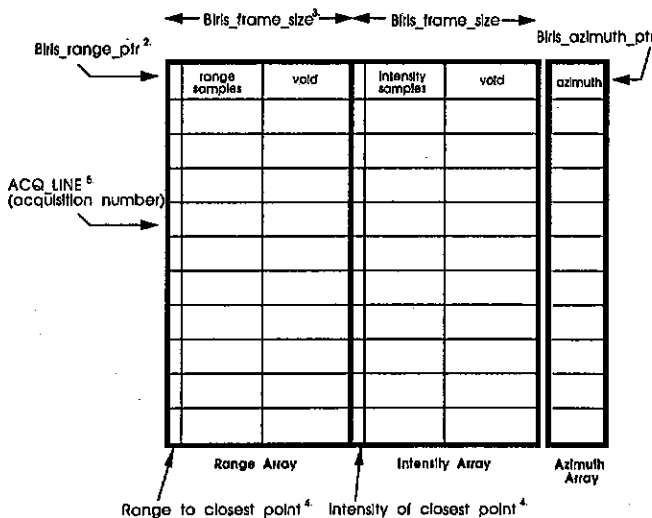 Biris_frame_size3. Biris_frame_size
Biris_range_ptr2. Biris_azimuth_ptr
range samples void intensity samples void azimuth
ACQ_LINE5.
(acquisition number)
Range Array Intensity Array Azimuth Array
Range to closest point4. Intensity of closest point4.